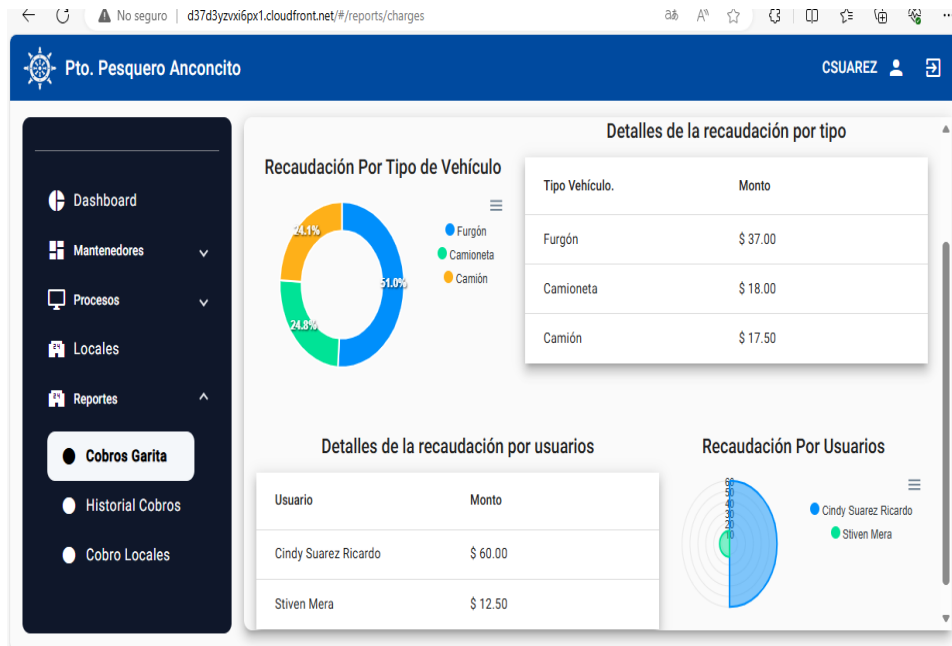 No seguro | d37d3yzvxi6px1.cloudfront.net/#/reports/charges
Pto. Pesquero Anconcito
CSUAREZ
Dashboard
Mantenedores
Procesos
Locales
Reportes
Cobros Garita
Historial Cobros
Cobro Locales
Recaudación Por Tipo de Vehículo
24.1%
51.0%
24.8%
Furgón
Camioneta
Camión
Detalles de la recaudación por tipo
Tipo Vehículo. Monto
Furgón $ 37.00
Camioneta $ 18.00
Camión $ 17.50
Detalles de la recaudación por usuarios
Usuario Monto
Cindy Suarez Ricardo $ 60.00
Stiven Mera $ 12.50
Recaudación Por Usuarios
60
50
40
30
20
10
Cindy Suarez Ricardo
Stiven Mera